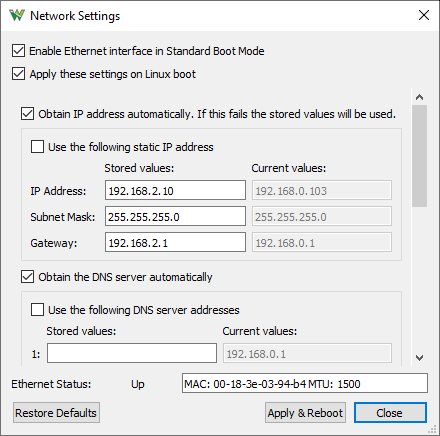 Network Settings
Enable Ethernet interface in Standard Boot Mode
Apply these settings on Linux boot
Obtain IP address automatically. If this fails the stored values will be used.
Use the following static IP address
Stored values: Current values:
IP Address: 192.168.2.10 192.168.0.103
Subnet Mask: 255.255.255.0 255.255.255.0
Gateway: 192.168.2.1 192.168.0.1
Obtain the DNS server automatically
Use the following DNS server addresses
Stored values: Current values:
1: 192.168.0.1
Ethernet Status: Up MAC: 00-18-3e-03-94-b4 MTU: 1500
Restore Defaults Apply & Reboot Close